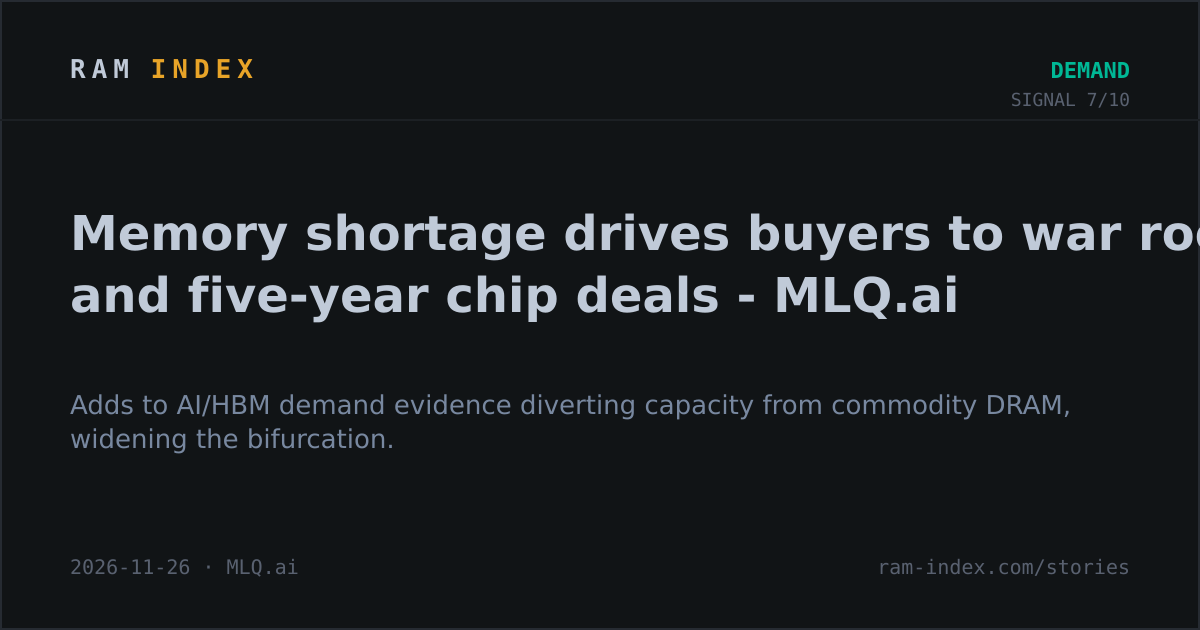 RAM INDEX
DEMAND
SIGNAL 7/10
Memory shortage drives buyers to war
and five-year chip deals - MLQ.ai
Adds to AI/HBM demand evidence diverting capacity from commodity DRAM,
widening the bifurcation.
2026-11-26 · MLQ.ai
ram-index.com/stories